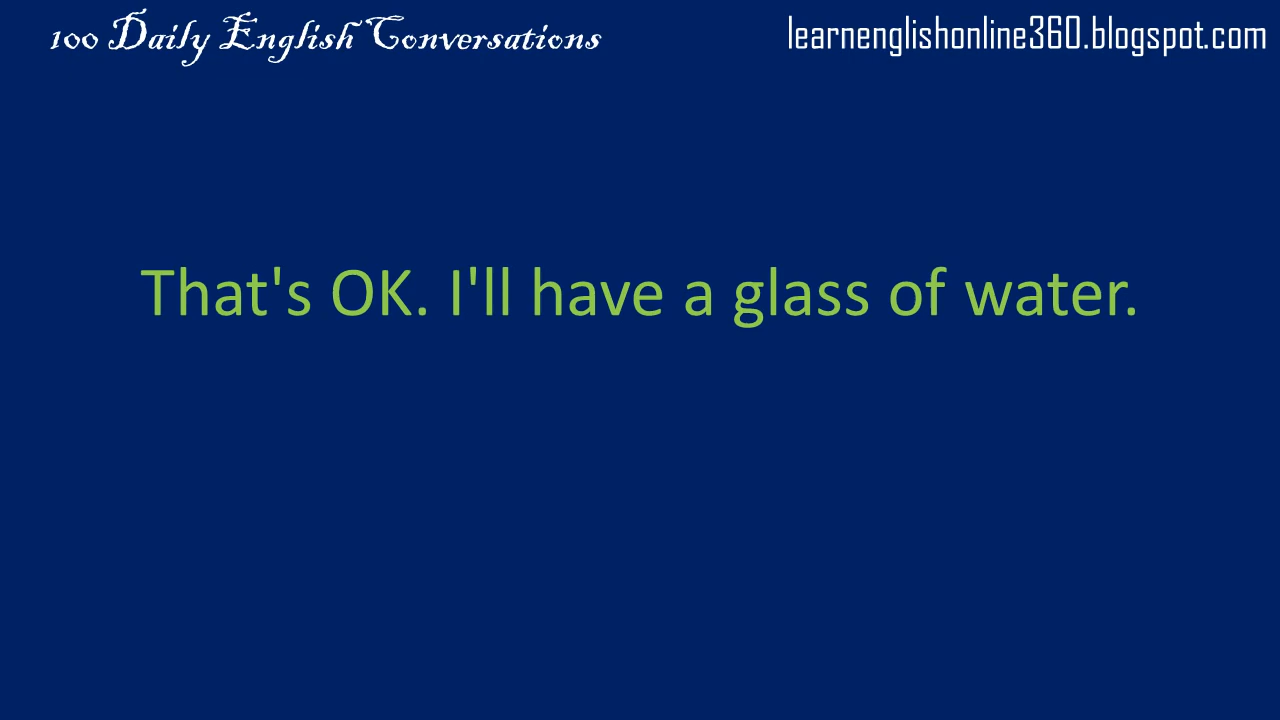 100 Daily English Conversations
learnenglishonline360.blogspot.com
That's OK. I'll have a glass of water.